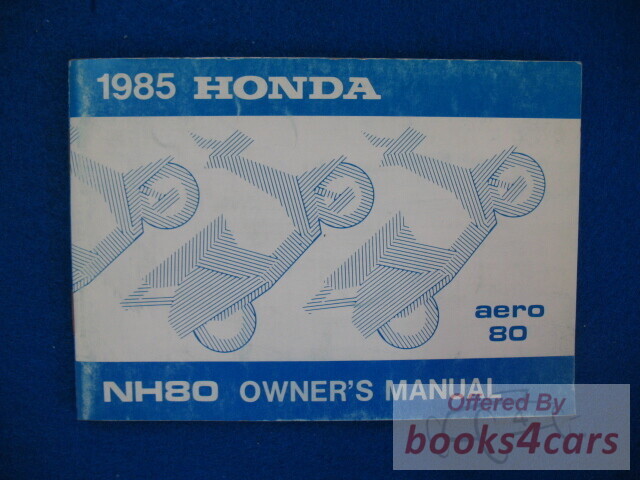 1985 HONDA
aero
80
NH80 OWNER'S MANUAL
Offered By
books4cars